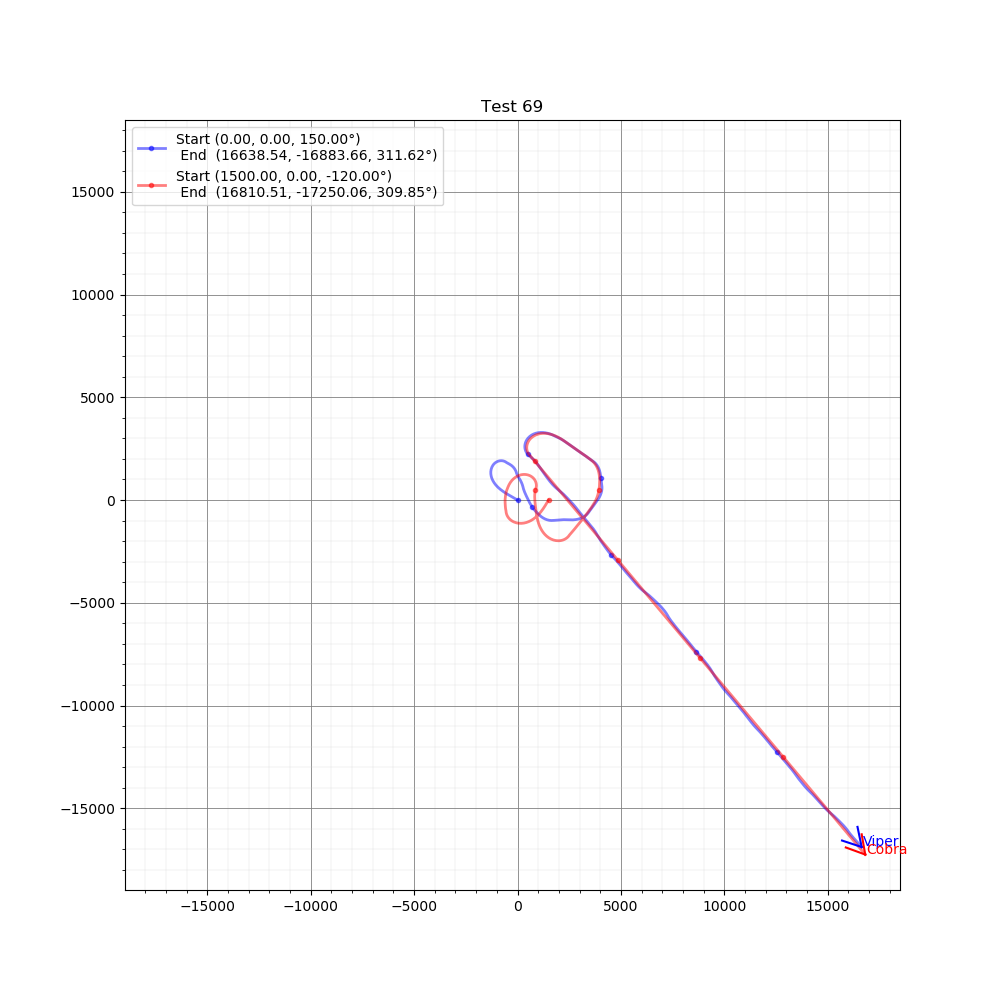 Test 69
Start (0.00, 0.00, 150.00°)
End (16638.54, -16883.66, 311.62°)
Start (1500.00, 0.00, -120.00°)
End (16810.51, -17250.06, 309.85°)
15000
10000
5000
0
−5000
−10000
−15000
Viper
Cobra
−15000 −10000 −5000 0 5000 10000 15000